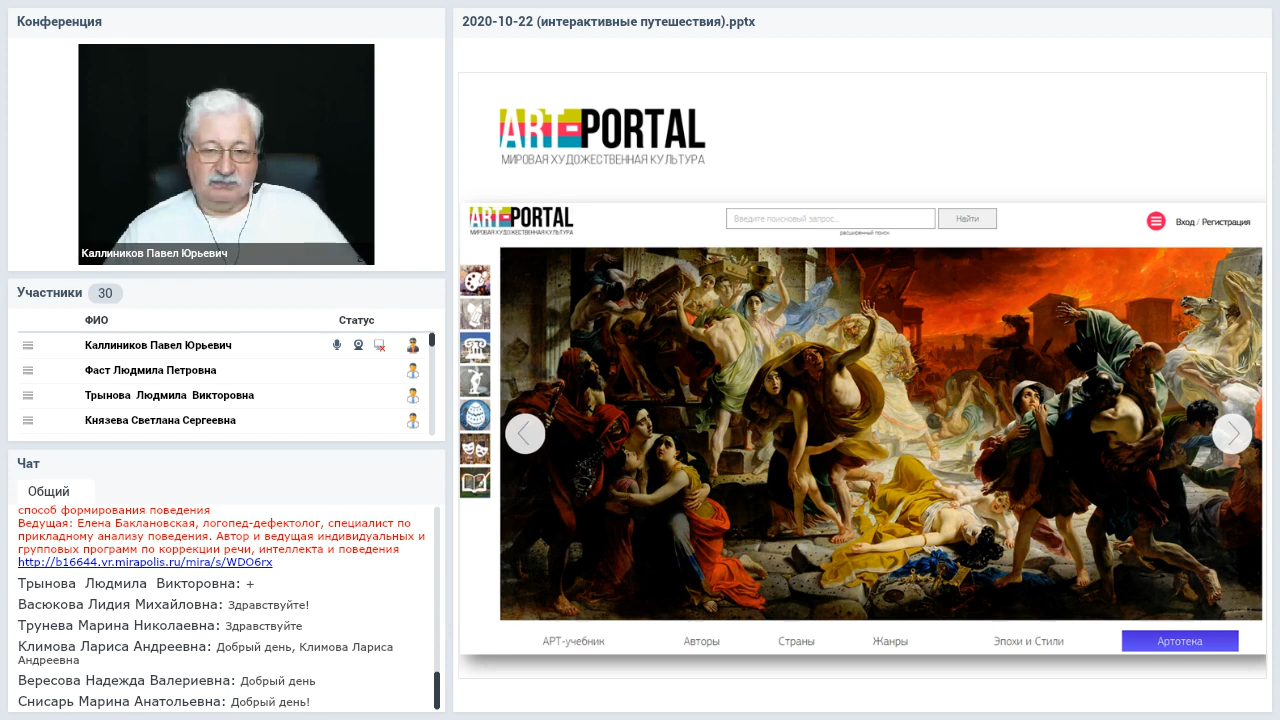 Конференция
Каллиников Павел Юрьевич
Участники 30
ФИО Статус
Каллиников Павел Юрьевич
Фаст Людмила Петровна
Трынова Людмила Викторовна
Князева Светлана Сергеевна
Чат
Общий
способ формирования поведения
Ведущая: Елена Баклановская, логопед-дефектолог, специалист по
прикладному анализу поведения. Автор и ведущая индивидуальных и
групповых программ по коррекции речи, интеллекта и поведения
http://b16644.vr.mirapolis.ru/mira/s/WDO6rx
Трынова Людмила Викторовна: +
Васюкова Лидия Михайловна: Здравствуйте!
Трунева Марина Николаевна: Здравствуйте
Климова Лариса Андреевна: Добрый день, Климова Лариса
Андреевна
Вересова Надежда Валериевна: Добрый день
Снисарь Марина Анатольевна: Добрый день!
2020-10-22 (интерактивные путешествия).pptx
ART-PORTAL
МИРОВАЯ ХУДОЖЕСТВЕННАЯ КУЛЬТУРА
ART-PORTAL
МИРОВАЯ ХУДОЖЕСТВЕННАЯ КУЛЬТУРА
Введите поисковый запрос... Найти
расширенный поиск
Вход / Регистрация
АРТ-учебник Авторы Страны Жанры Эпохи и Стили Артотека